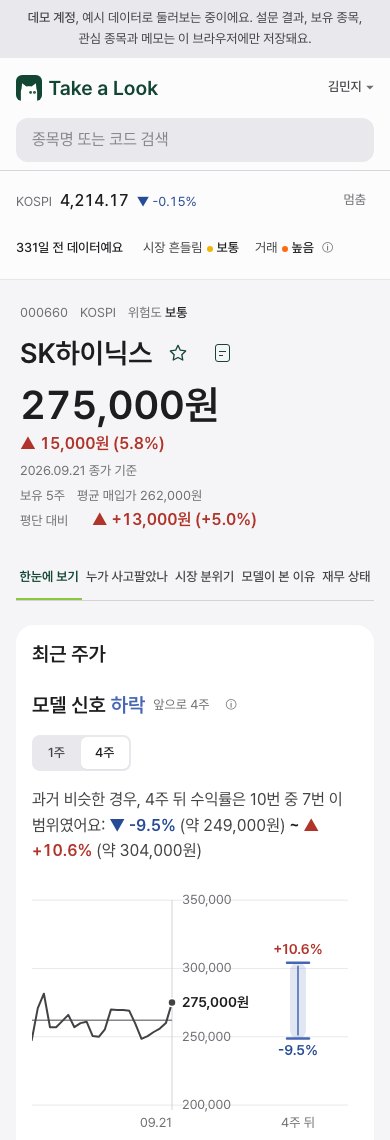 데모 계정, 예시 데이터로 둘러보는 중이에요. 설문 결과, 보유 종목,
관심 종목과 메모는 이 브라우저에만 저장돼요.
Take a Look
김민지
종목명 또는 코드 검색
KOSPI 4,214.17 ▼ -0.15% 멈춤
331일 전 데이터예요 시장 흔들림 보통 거래 높음 ⓘ
000660 KOSPI 위험도 보통
SK하이닉스
275,000원
▲ 15,000원 (5.8%)
2026.09.21 종가 기준
보유 5주 평균 매입가 262,000원
평단 대비 ▲ +13,000원 (+5.0%)
한눈에 보기 누가 사고팔았나 시장 분위기 모델이 본 이유 재무 상태
최근 주가
모델 신호 하락 앞으로 4주 ⓘ
1주 4주
과거 비슷한 경우, 4주 뒤 수익률은 10번 중 7번 이
범위였어요: ▼ -9.5% (약 249,000원) ~ ▲
+10.6% (약 304,000원)
350,000
+10.6%
300,000
275,000원
250,000
-9.5%
200,000
09.21 4주 뒤